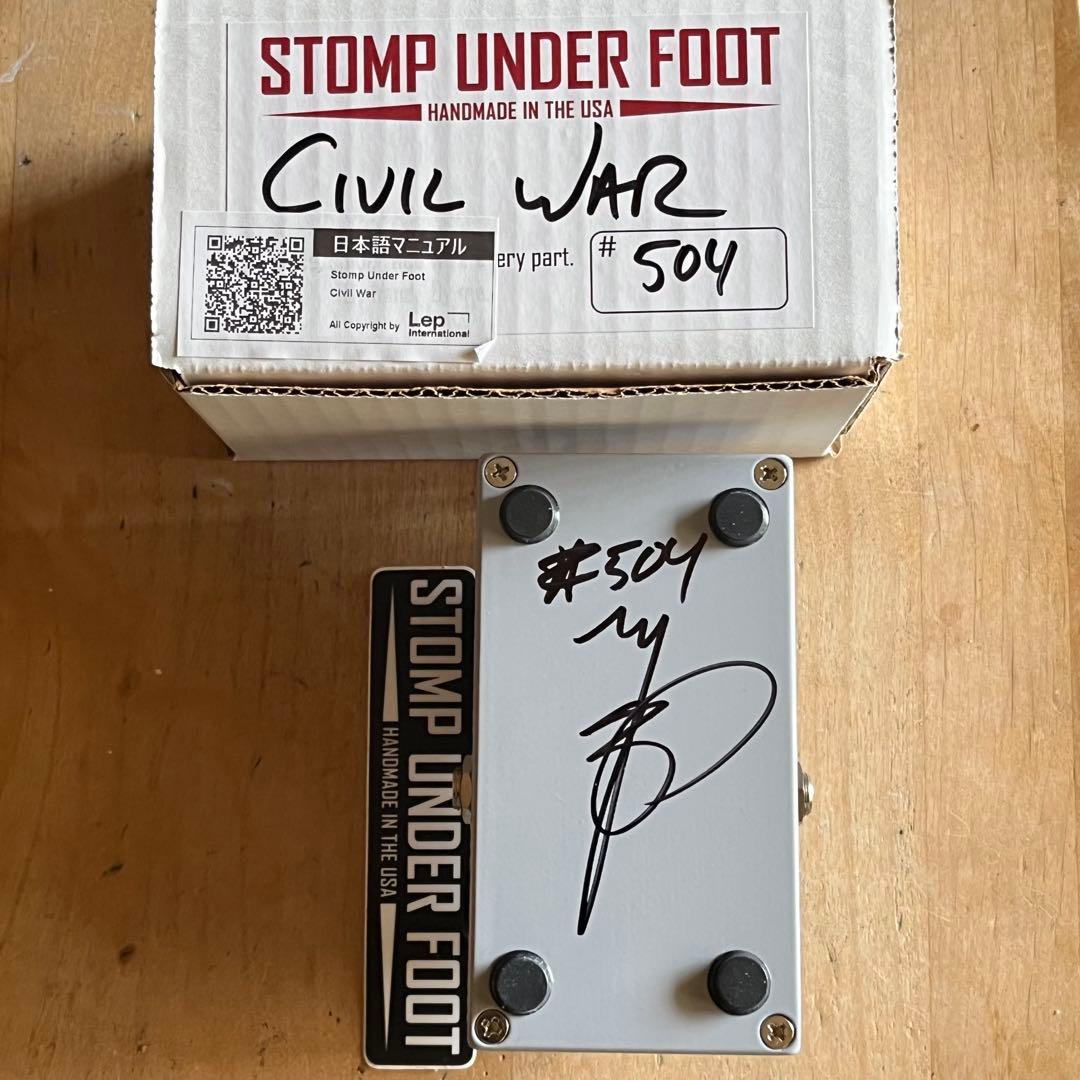 STOMP UNDER FOOT
HANDMADE IN THE USA
CIVIL WAR
日本語マニュアル
Stomp Under Foot
Civil War
All Copyright by Lep International
ery part.
# 504
#504
STOMP UNDER FOOT
HANDMADE IN THE USA